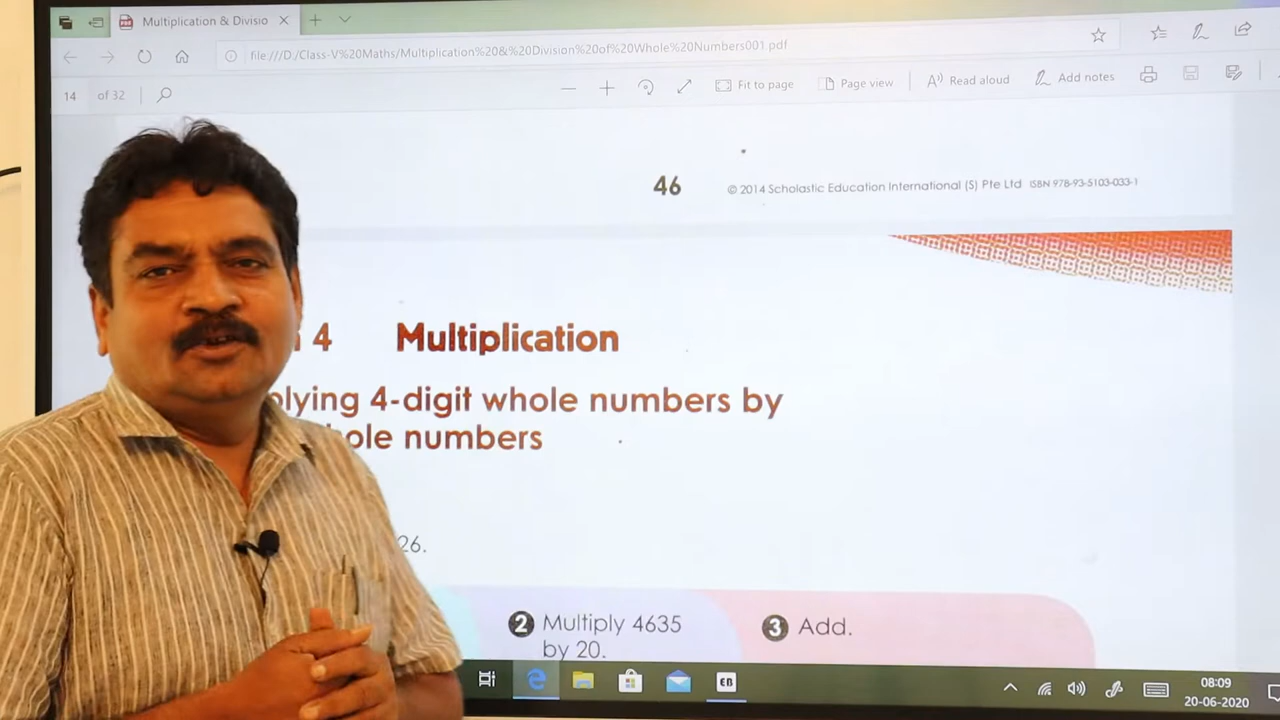 Multiplication & Divisio
file:///D:/Class-V%20Maths/Multiplication%20&%20Division%20of%20Whole%20Numbers001.pdf
14 of 32
Fit to page
Page view
Read aloud
Add notes
46 © 2014 Scholastic Education International (S) Pte Ltd ISBN 978-93-5103-033-1
4 Multiplication
plying 4-digit whole numbers by
hole numbers
26.
2 Multiply 4635
by 20.
3 Add.
08:09
20-06-2020